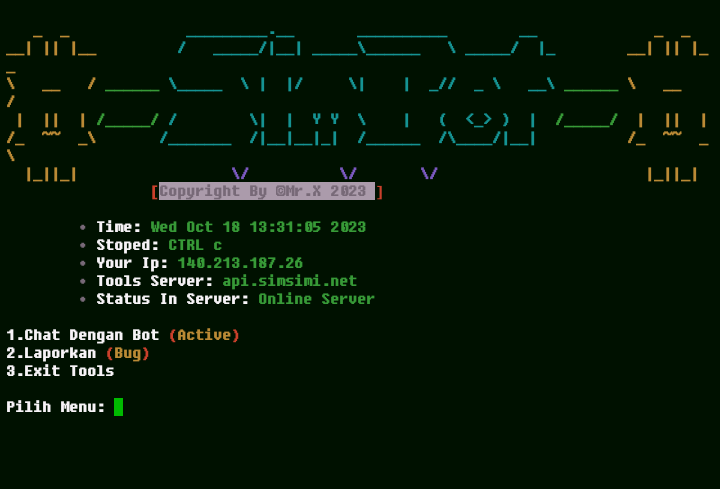 [Copyright By ©Mr.X 2023 ]
• Time: Wed Oct 18 13:31:05 2023
• Stoped: CTRL c
• Your Ip: 140.213.187.26
• Tools Server: api.simsimi.net
• Status In Server: Online Server
1.Chat Dengan Bot (Active)
2.Laporkan (Bug)
3.Exit Tools
Pilih Menu: